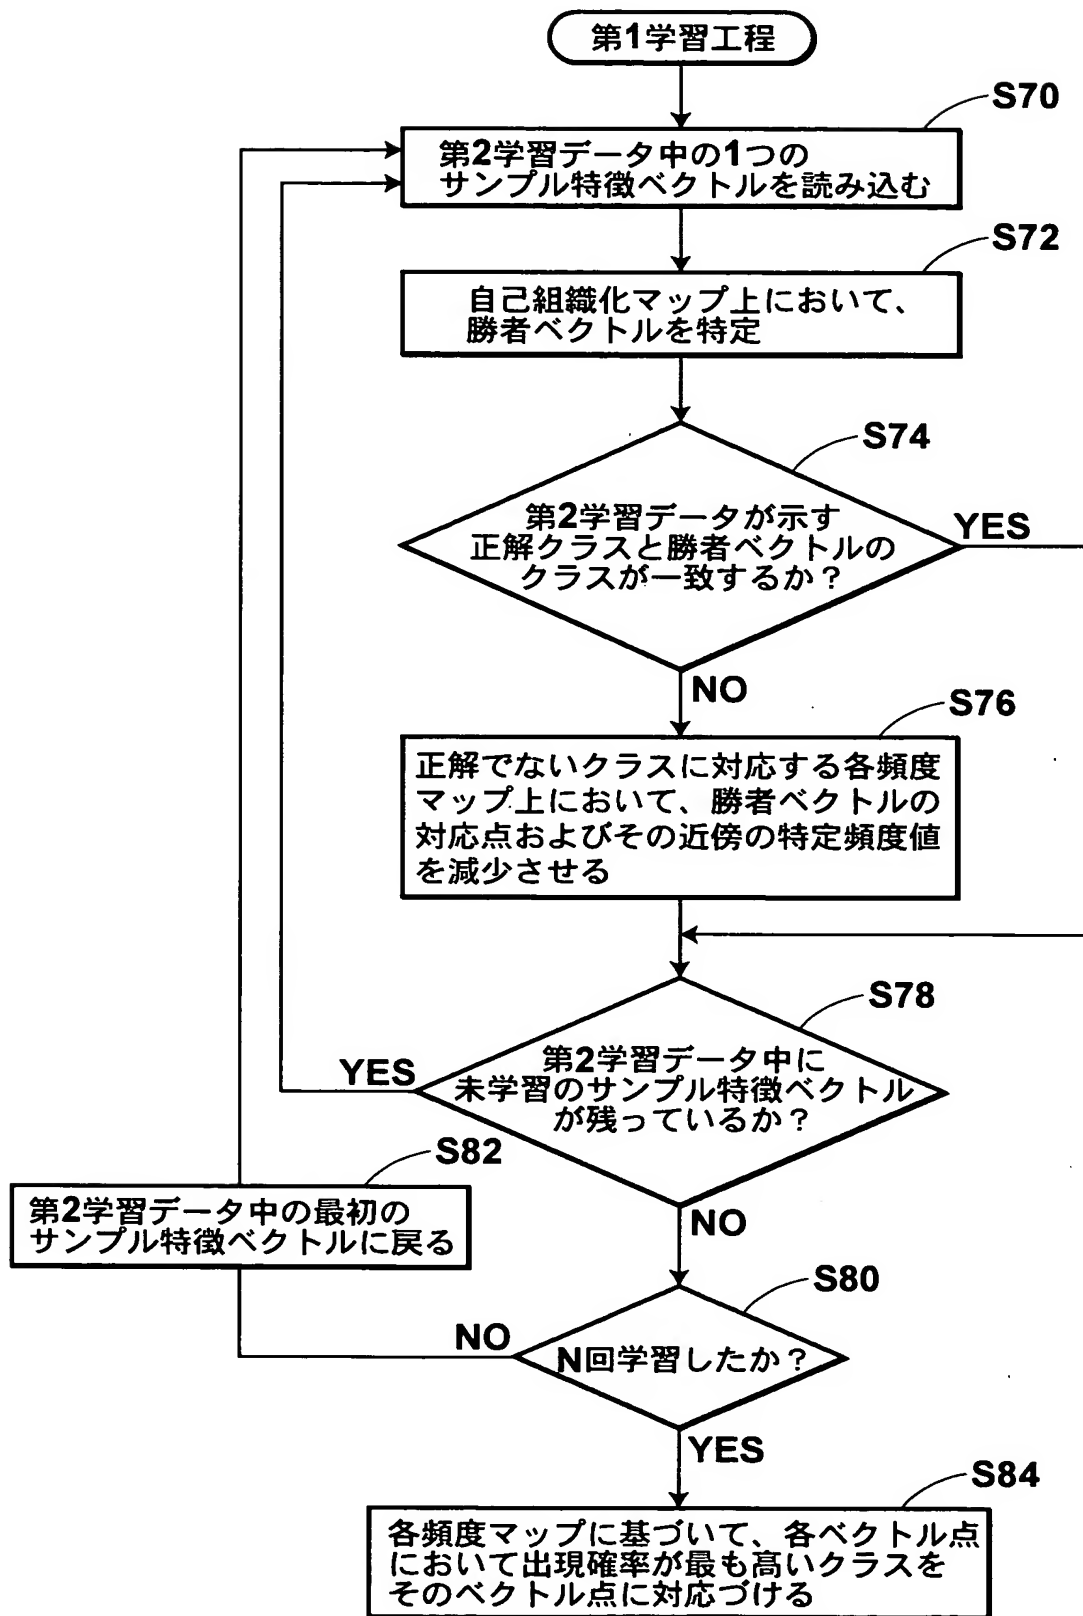 第1学習工程
S70
第2学習データ中の1つの
サンプル特徴ベクトルを読み込む
S72
自己組織化マップ上において、
勝者ベクトルを特定
S74
第2学習データが示す
正解クラスと勝者ベクトルの
クラスが一致するか？
YES
NO
S76
正解でないクラスに対応する各頻度
マップ上において、勝者ベクトルの
対応点およびその近傍の特定頻度値
を減少させる
S78
第2学習データ中に
未学習のサンプル特徴ベクトル
が残っているか？
YES
NO
S82
第2学習データ中の最初の
サンプル特徴ベクトルに戻る
S80
N回学習したか？
NO
YES
S84
各頻度マップに基づいて、各ベクトル点
において出現確率が最も高いクラスを
そのベクトル点に対応づける